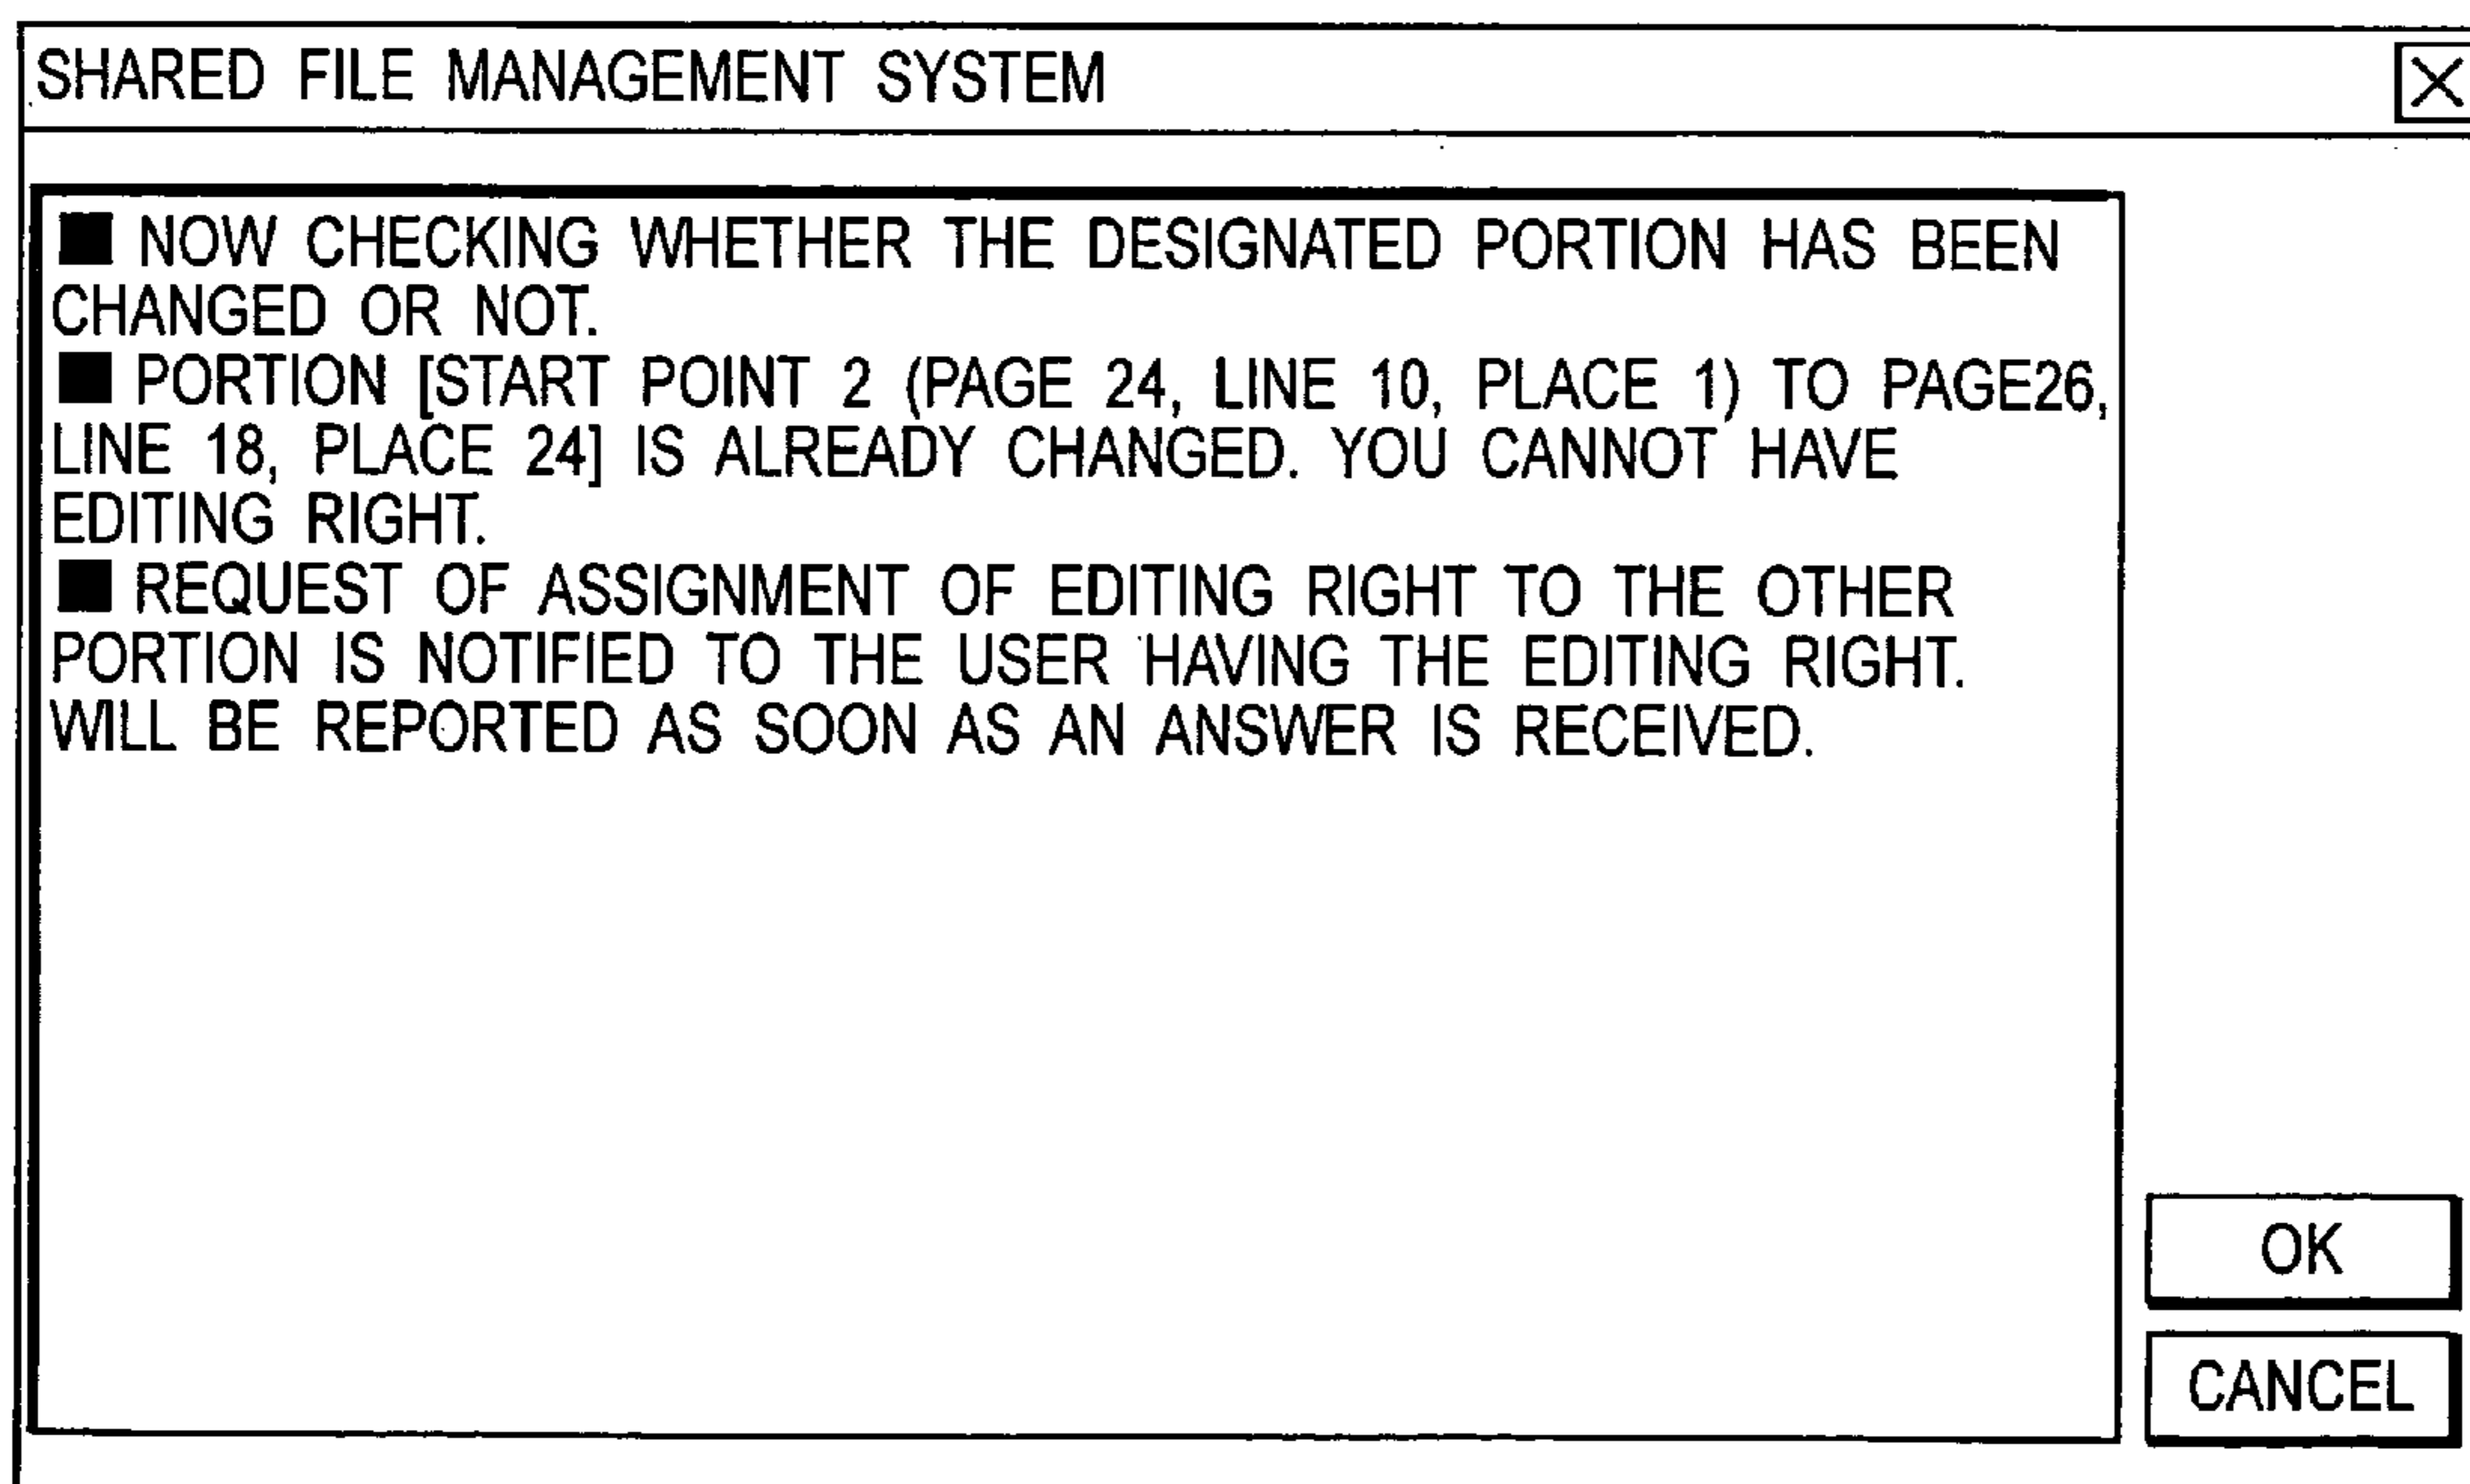 SHARED FILE MANAGEMENT SYSTEM
■ NOW CHECKING WHETHER THE DESIGNATED PORTION HAS BEEN
CHANGED OR NOT.
■ PORTION [START POINT 2 (PAGE 24, LINE 10, PLACE 1) TO PAGE26,
LINE 18, PLACE 24] IS ALREADY CHANGED. YOU CANNOT HAVE
EDITING RIGHT.
■ REQUEST OF ASSIGNMENT OF EDITING RIGHT TO THE OTHER
PORTION IS NOTIFIED TO THE USER HAVING THE EDITING RIGHT.
WILL BE REPORTED AS SOON AS AN ANSWER IS RECEIVED.
OK
CANCEL